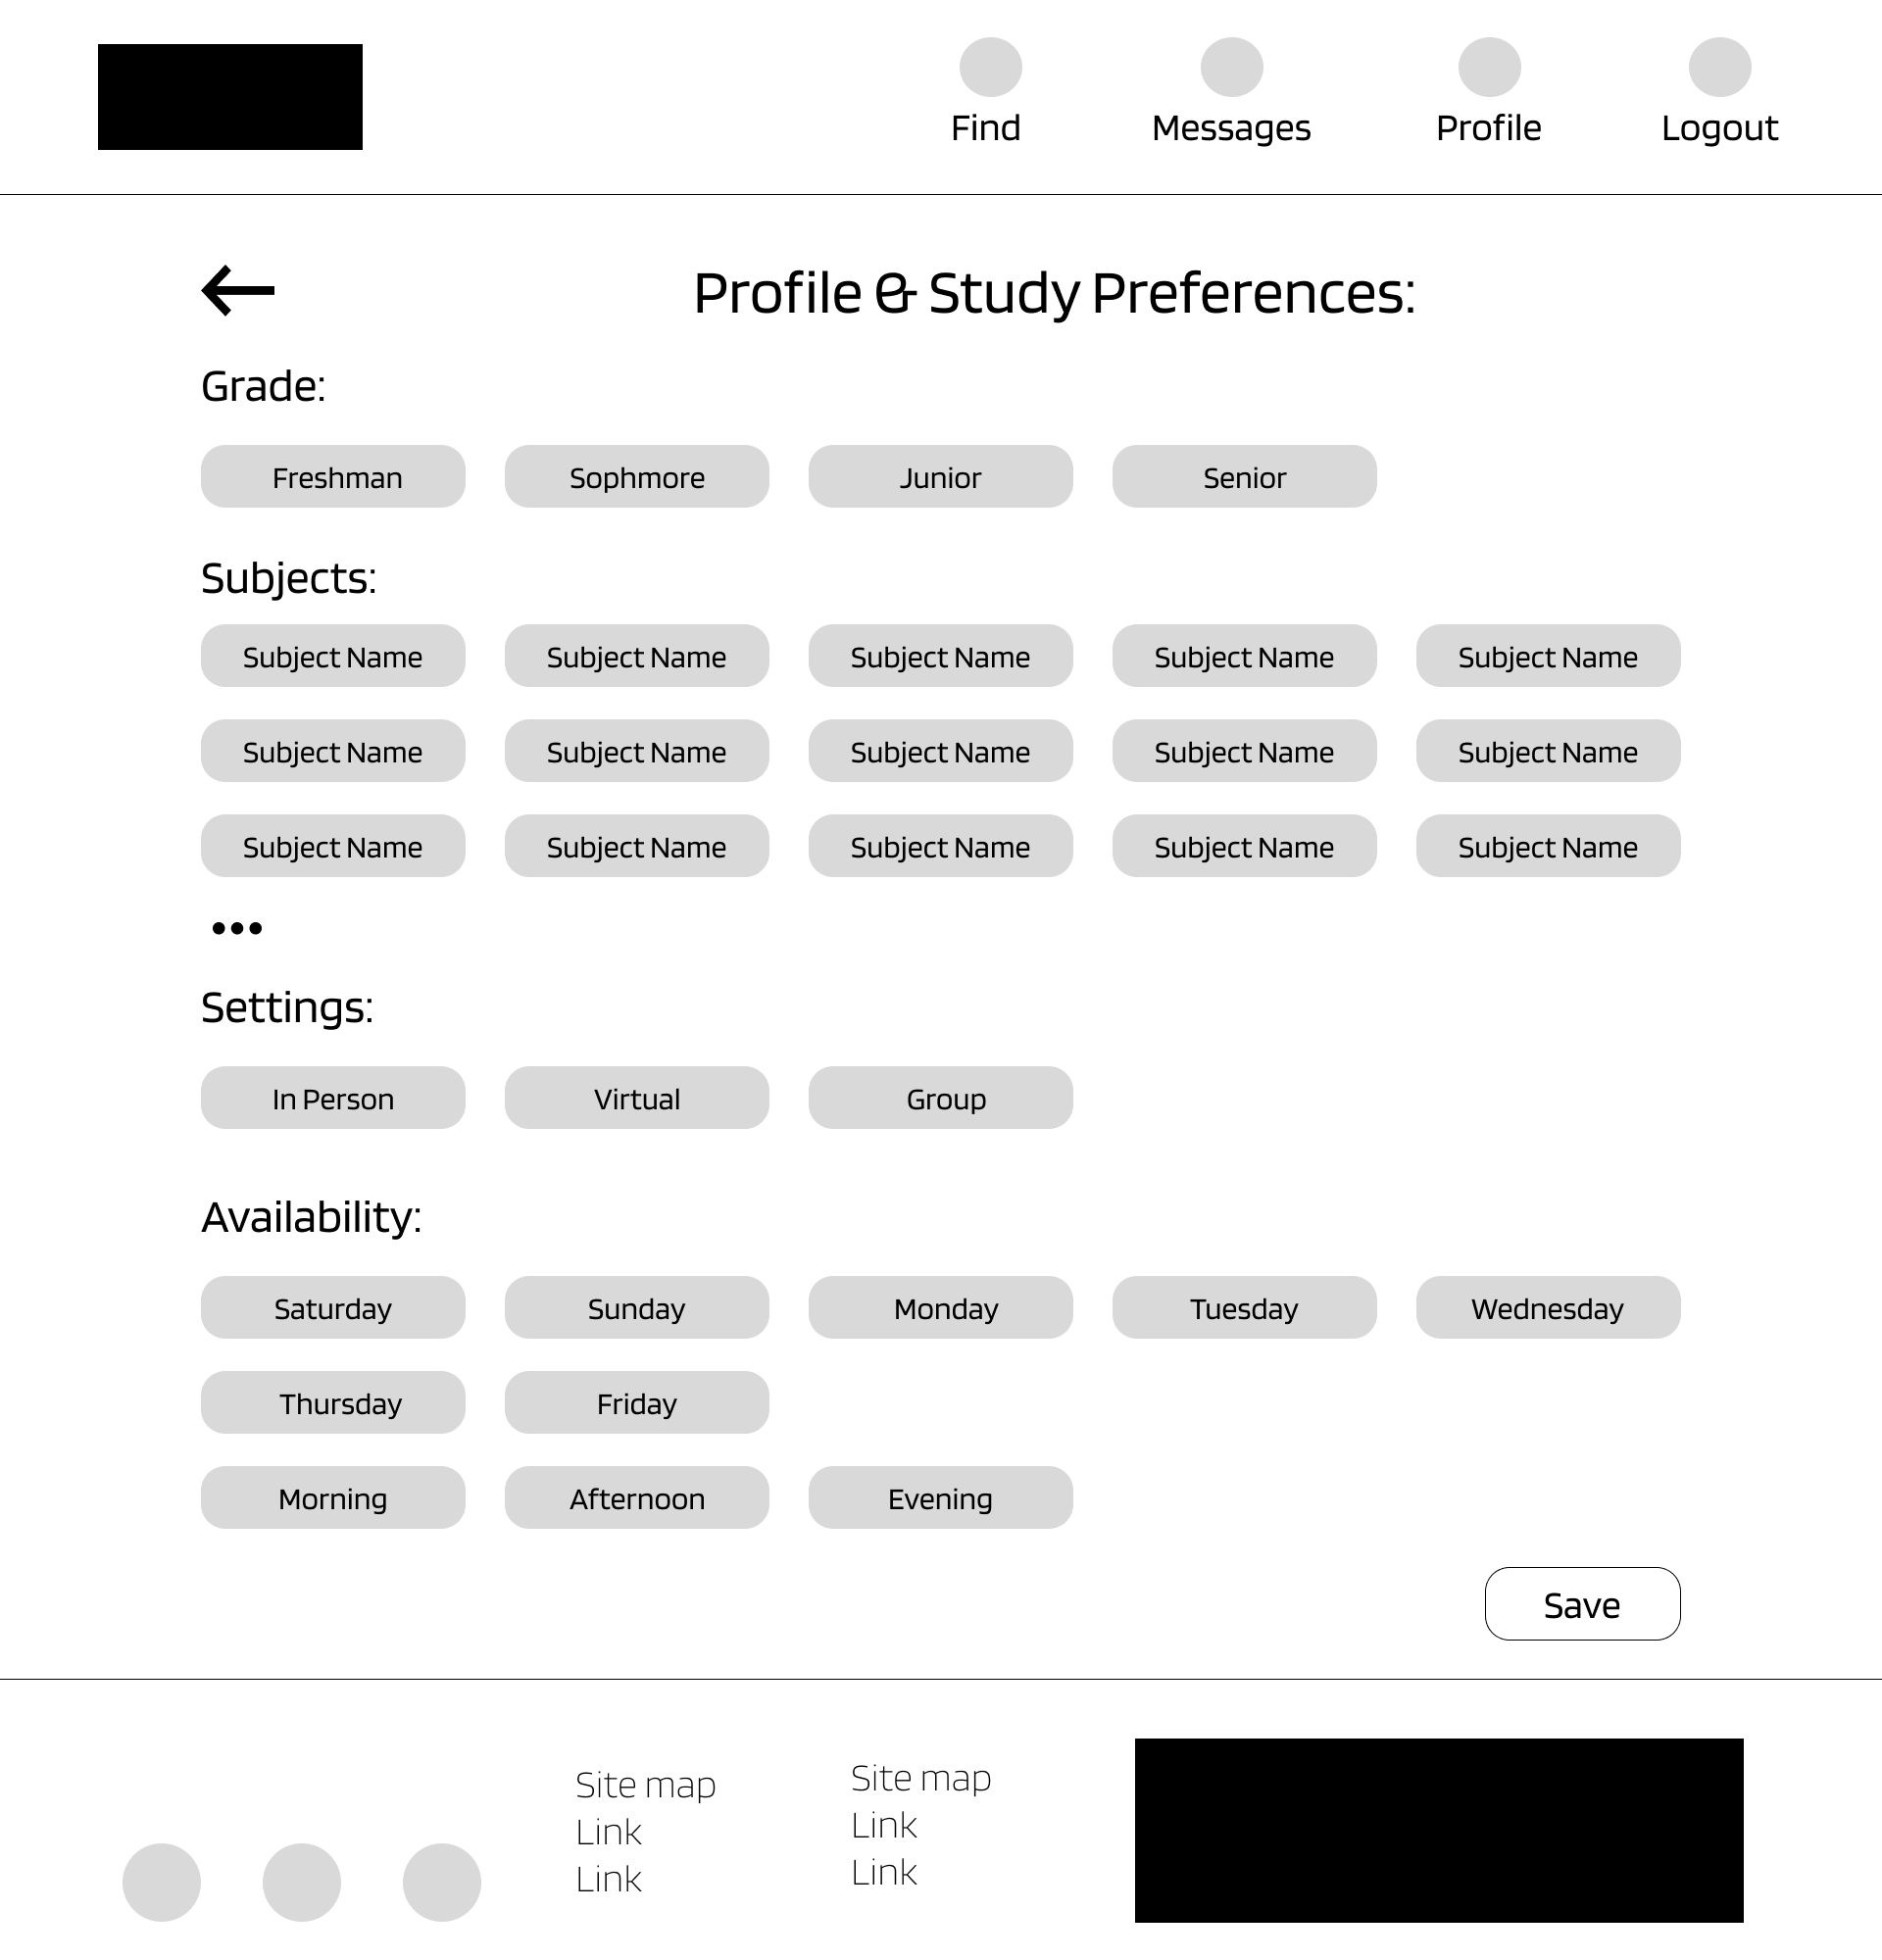 Find Messages Profile Logout
Profile & Study Preferences:
Grade:
Freshman Sophmore Junior Senior
Subjects:
Subject Name Subject Name Subject Name Subject Name Subject Name
Subject Name Subject Name Subject Name Subject Name Subject Name
Subject Name Subject Name Subject Name Subject Name Subject Name
•••
Settings:
In Person Virtual Group
Availability:
Saturday Sunday Monday Tuesday Wednesday
Thursday Friday
Morning Afternoon Evening
Save
Site map Site map
Link Link
Link Link